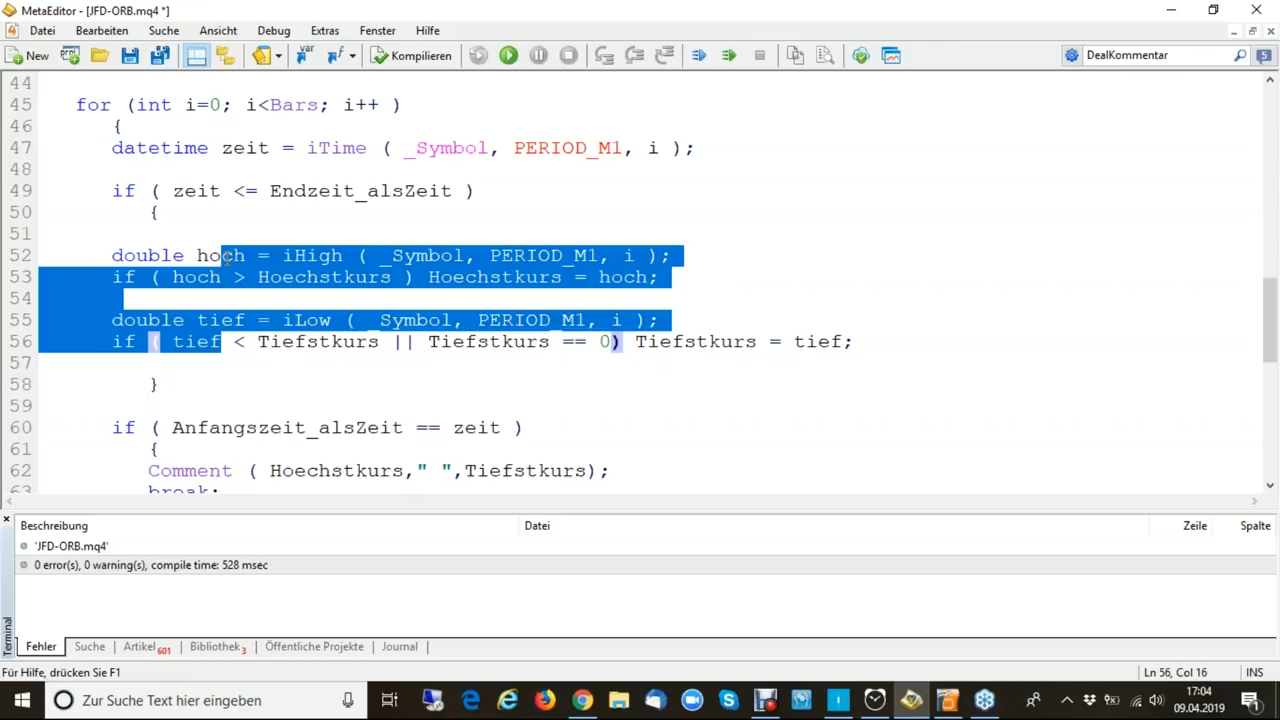 MetaEditor - [JFD-ORB.mq4 *]
Datei Bearbeiten Suche Ansicht Debug Extras Fenster Hilfe
New var Kompilieren DealKommentar 5
44
45 for (int i=0; i<Bars; i++ )
46 {
47 datetime zeit = iTime ( _Symbol, PERIOD_M1, i );
48
49 if ( zeit <= Endzeit_alsZeit )
50 {
51
52 double hoch = iHigh ( _Symbol, PERIOD_M1, i );
53 if ( hoch > Hoechstkurs ) Hoechstkurs = hoch;
54
55 double tief = iLow ( _Symbol, PERIOD_M1, i );
56 if ( tief < Tiefstkurs || Tiefstkurs == 0) Tiefstkurs = tief;
57
58 }
59
60 if ( Anfangszeit_alsZeit == zeit )
61 {
62 Comment ( Hoechstkurs," ",Tiefstkurs);
63 break;
Beschreibung Datei Zeile Spalte
'JFD-ORB.mq4'
0 error(s), 0 warning(s), compile time: 528 msec
Terminal
Fehler Suche Artikel 601 Bibliothek 3 Öffentliche Projekte Journal
Für Hilfe, drücken Sie F1 Ln 56, Col 16 INS
Zur Suche Text hier eingeben
17:04
09.04.2019